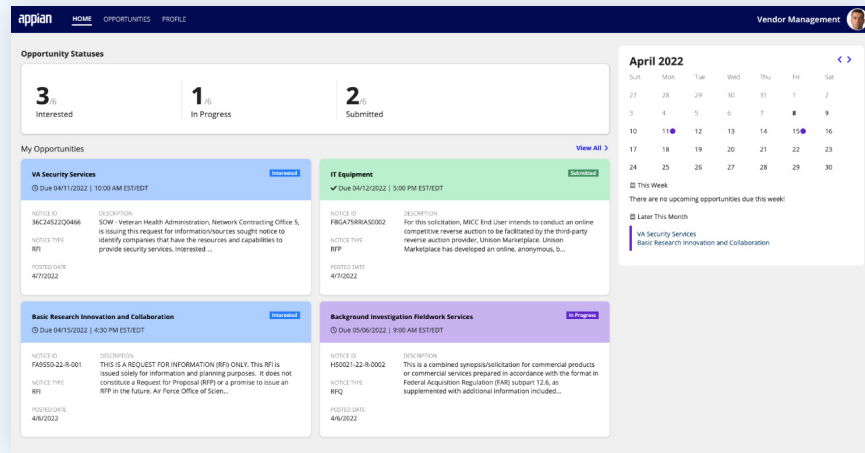 appian HOME OPPORTUNITIES PROFILE Vendor Management
Opportunity Statuses
3/6
Interested
1/6
In Progress
2/6
Submitted
My Opportunities View All >
VA Security Services Interested
Due 04/11/2022 | 10:00 AM EST/EDT
NOTICE ID
36C24522Q0466
NOTICE TYPE
RFI
POSTED DATE
4/7/2022
DESCRIPTION
SOW - Veteran Health Administration, Network Contracting Office 5,
is issuing this request for information/sources sought notice to
identify companies that have the resources and capabilities to
provide security services. Interested ...
IT Equipment Submitted
Due 04/12/2022 | 5:00 PM EST/EDT
NOTICE ID
FBGA75RRIAS0002
NOTICE TYPE
RFP
POSTED DATE
4/7/2022
DESCRIPTION
For this solicitation, MICC End User intends to conduct an online
competitive reverse auction to be facilitated by the third-party
reverse auction provider, Unison Marketplace. Unison
Marketplace has developed an online, anonymous, b...
Basic Research Innovation and Collaboration Interested
Due 04/15/2022 | 4:30 PM EST/EDT
NOTICE ID
FA9550-22-R-001
NOTICE TYPE
RFI
POSTED DATE
4/6/2022
DESCRIPTION
THIS IS A REQUEST FOR INFORMATION (RFI) ONLY. This RFI is
issued solely for information and planning purposes. It does not
constitute a Request for Proposal (RFP) or a promise to issue an
RFP in the future. Air Force Office of Scien...
Background Investigation Fieldwork Services In Progress
Due 05/06/2022 | 9:00 AM EST/EDT
NOTICE ID
HS0021-22-R-0002
NOTICE TYPE
RFQ
POSTED DATE
4/6/2022
DESCRIPTION
This is a combined synopsis/solicitation for commercial products
or commercial services prepared in accordance with the format in
Federal Acquisition Regulation (FAR) subpart 12.6, as
supplemented with additional information included...
April 2022 < >
Sun Mon Tue Wed Thu Fri Sat
27 28 29 30 31 1 2
3 4 5 6 7 8 9
10 11 12 13 14 15 16
17 18 19 20 21 22 23
24 25 26 27 28 29 30
This Week
There are no upcoming opportunities due this week!
Later This Month
VA Security Services
Basic Research Innovation and Collaboration